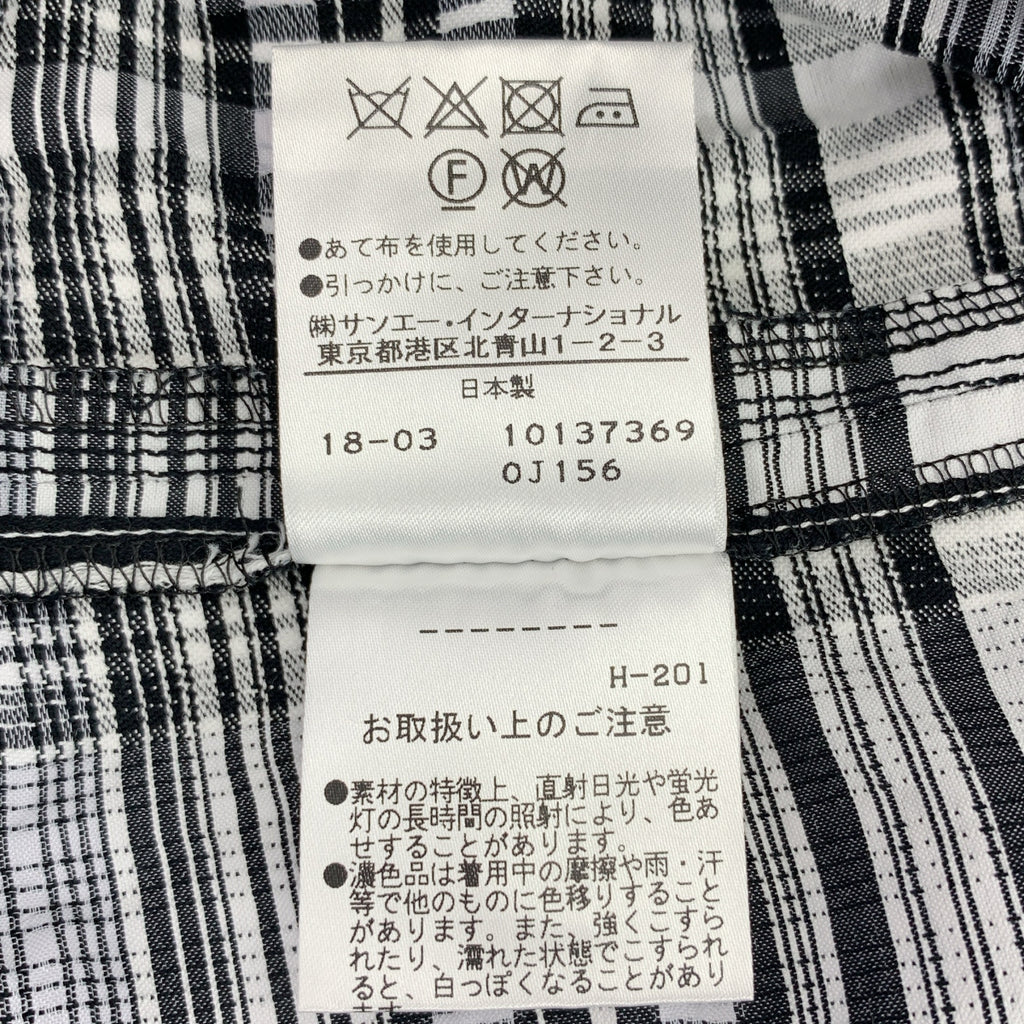 F
W
●あて布を使用してください。
●引っかけに、ご注意下さい。
㈱サンエー・インターナショナル
東京都港区北青山1-2-3
日本製
18-03 10137369
0J156
--------
H-201
お取扱い上のご注意
●素材の特徴上、直射日光や蛍光
灯の長時間の照射により、色あ
せすることがあります。
●濃色品は着用中の摩擦や雨・汗
等で他のものに色移りすること
があります。また、強くこすら
れたり、濡れた状態でこすられ
ると、白っぽくなることがあり